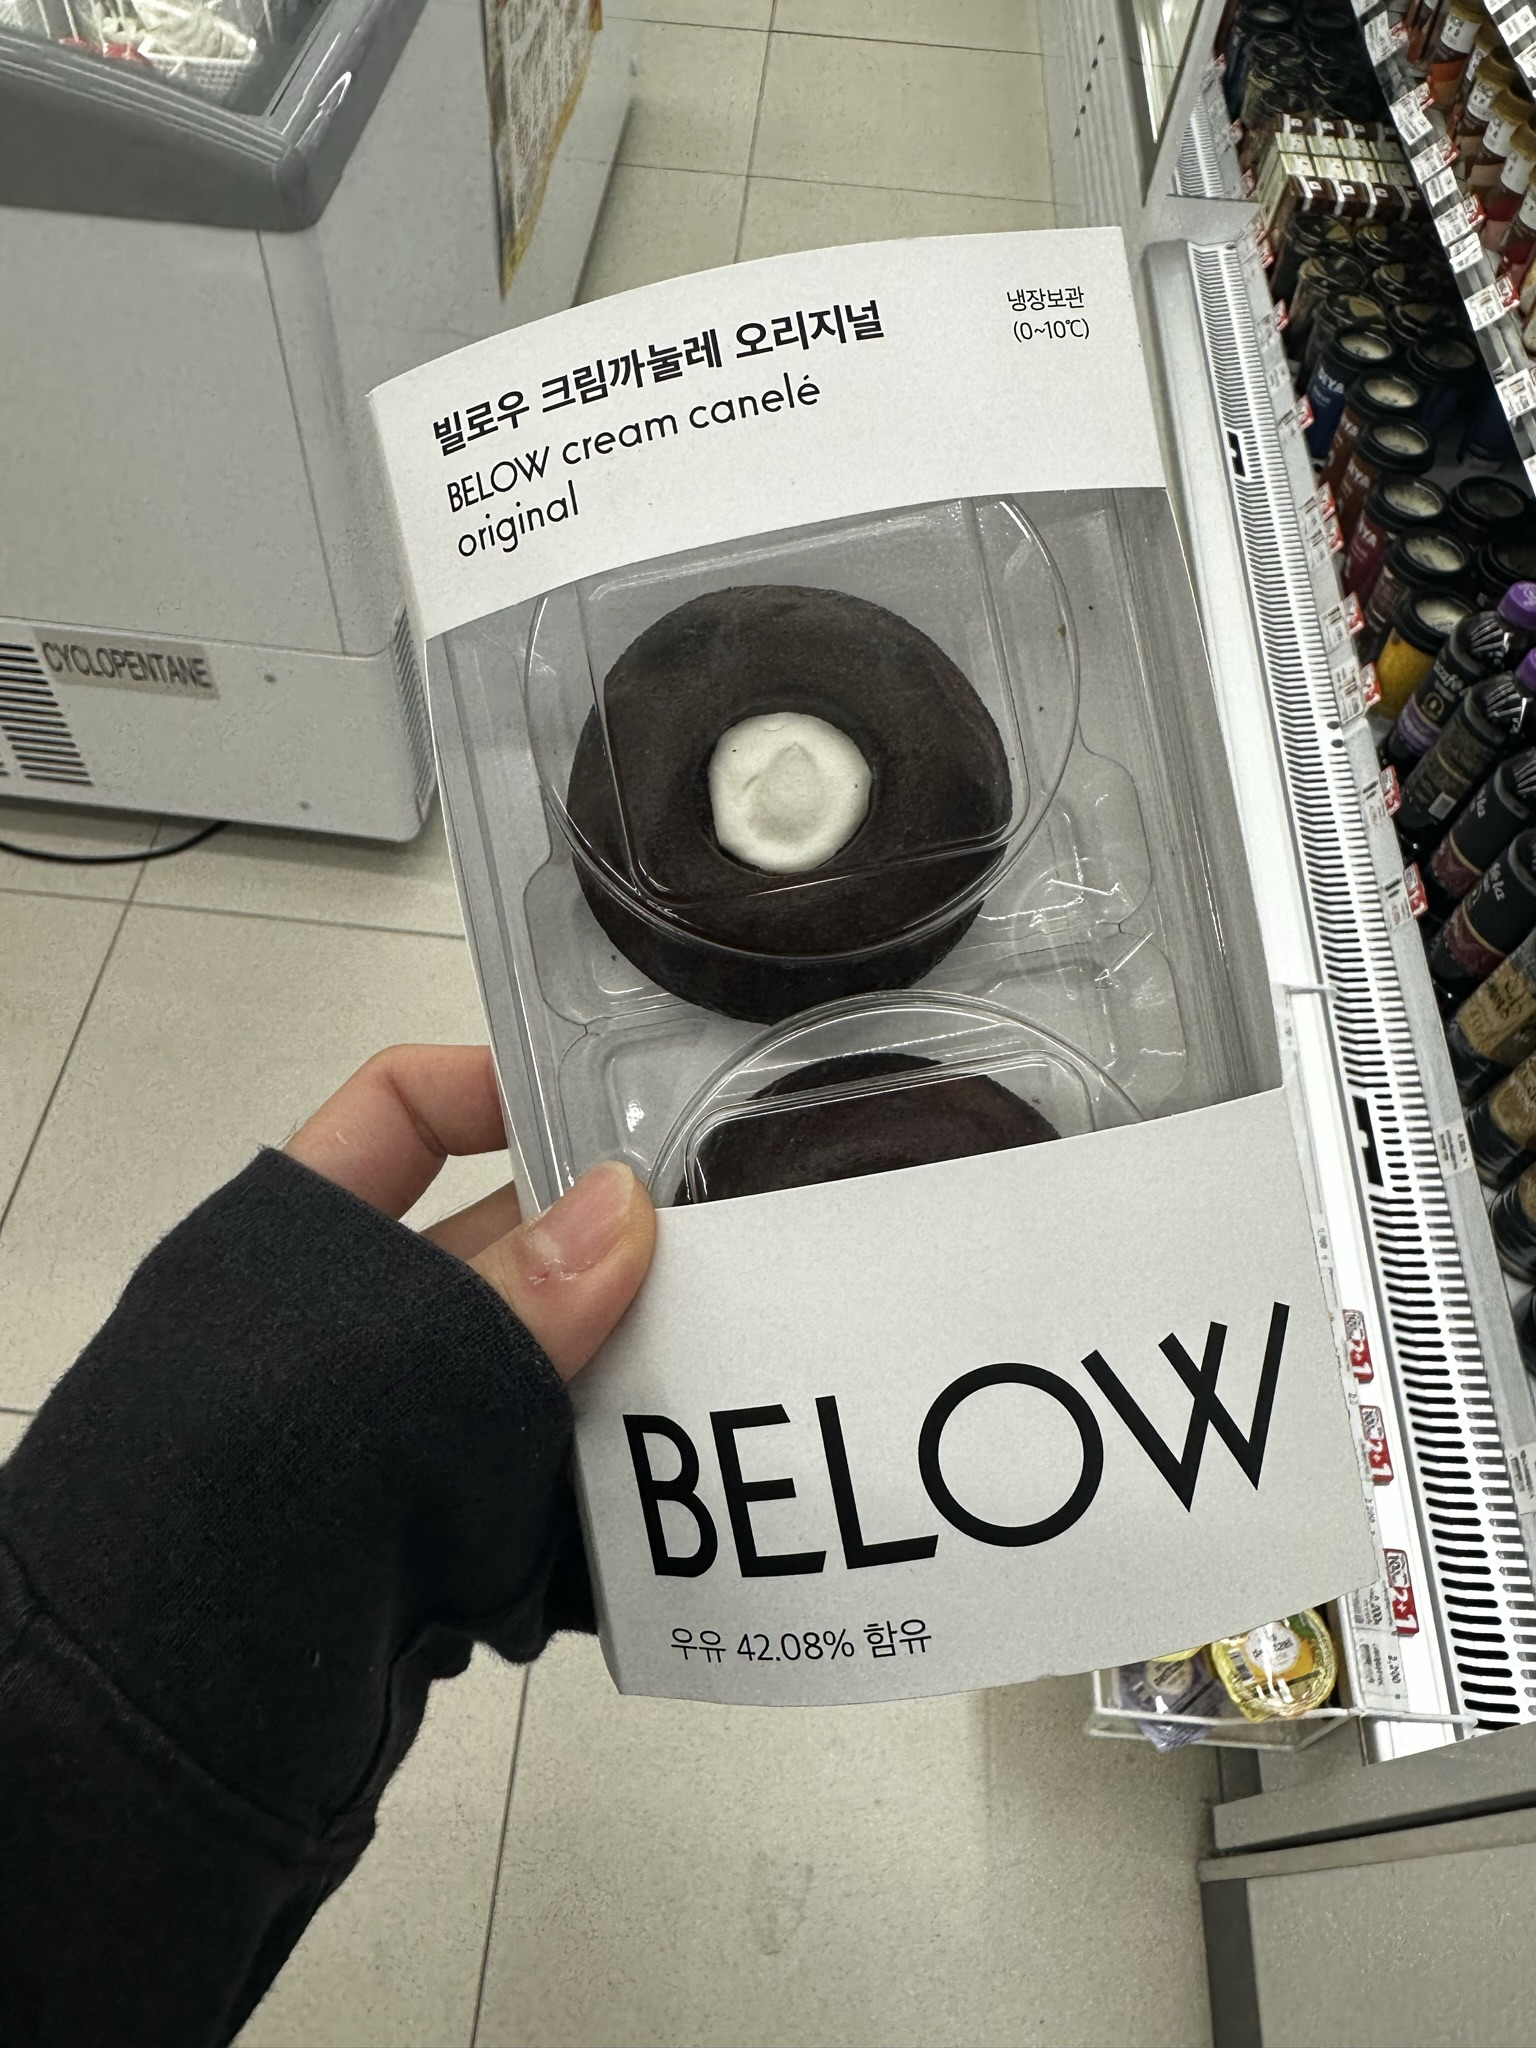 빌로우 크림까눌레 오리지널
BELOW cream canelé
original
냉장보관
(0~10℃)
CYCLOPENTANE
BELOW
우유 42.08% 함유